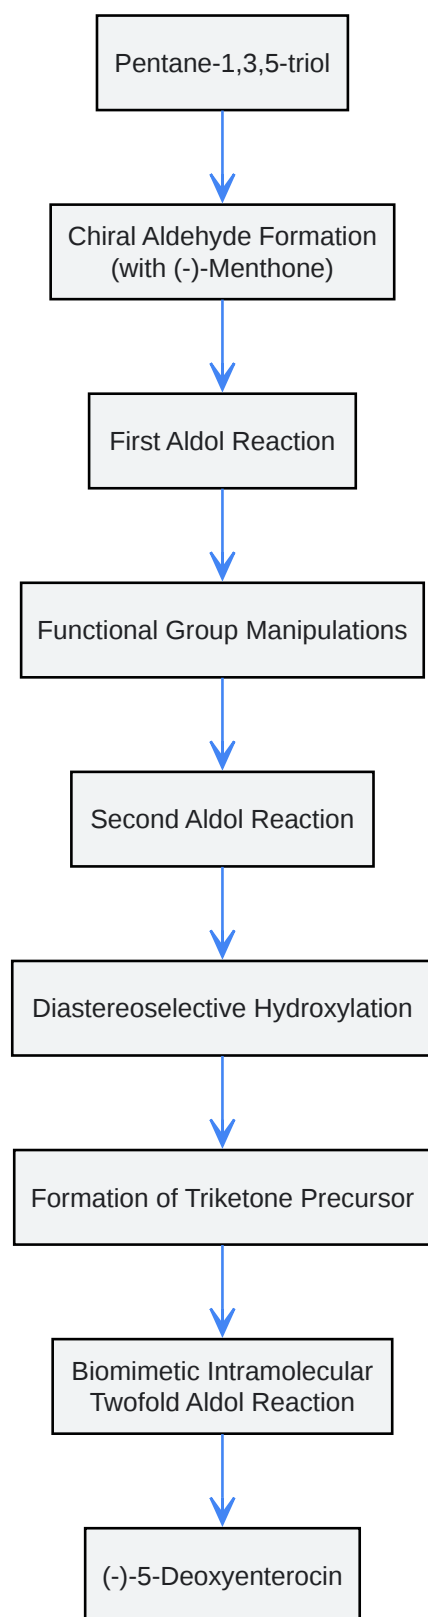 Pentane-1,3,5-triol
Chiral Aldehyde Formation
(with (-)-Menthone)
First Aldol Reaction
Functional Group Manipulations
Second Aldol Reaction
Diastereoselective Hydroxylation
Formation of Triketone Precursor
Biomimetic Intramolecular
Twofold Aldol Reaction
(-)-5-Deoxyenterocin